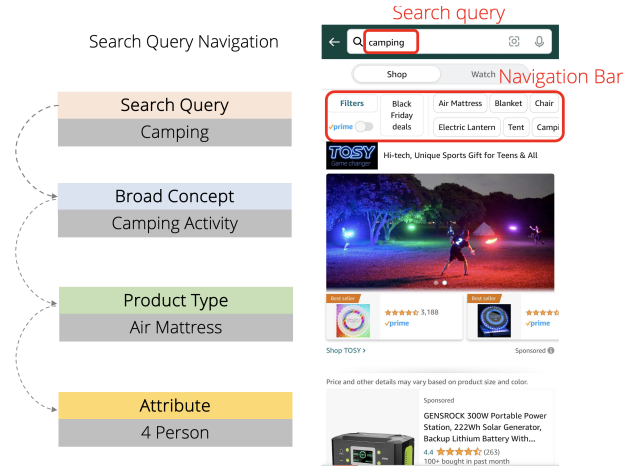 Search Query Navigation
Search Query
Camping
Broad Concept
Camping Activity
Product Type
Air Mattress
Attribute
4 Person
Search query
camping
Shop
Watch
Navigation Bar
Filters
Black
Friday
deals
Air Mattress
Blanket
Chair
prime
Electric Lantern
Tent
Campi
TOSY
Game changer
Hi-tech, Unique Sports Gift for Teens & All
Best seller
3,188
prime
Best seller
prime
Shop TOSY >
Sponsored
Price and other details may vary based on product size and color.
Sponsored
GENSROCK 300W Portable Power
Station, 222Wh Solar Generator,
Backup Lithium Battery With...
4.4 (263)
100+ bought in past month